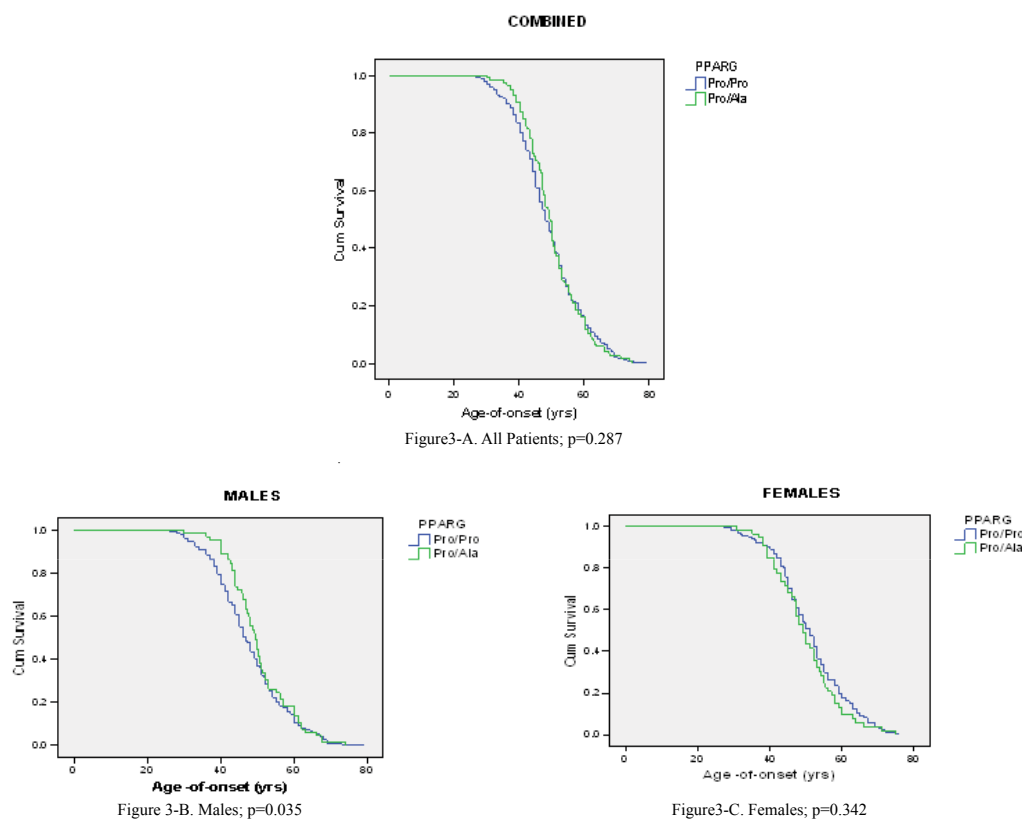 COMBINED
PPARG
Pro/Pro
Pro/Ala
Cum Survival
1.0
0.8
0.6
0.4
0.2
0.0
0 20 40 60 80
Age-of-onset (yrs)
Figure3-A. All Patients; p=0.287
MALES
PPARG
Pro/Pro
Pro/Ala
Cum Survival
1.0
0.8
0.6
0.4
0.2
0.0
0 20 40 60 80
Age-of-onset (yrs)
Figure 3-B. Males; p=0.035
FEMALES
PPARG
Pro/Pro
Pro/Ala
Cum Survival
1.0
0.8
0.6
0.4
0.2
0.0
0 20 40 60 80
Age -of-onset (yrs)
Figure3-C. Females; p=0.342